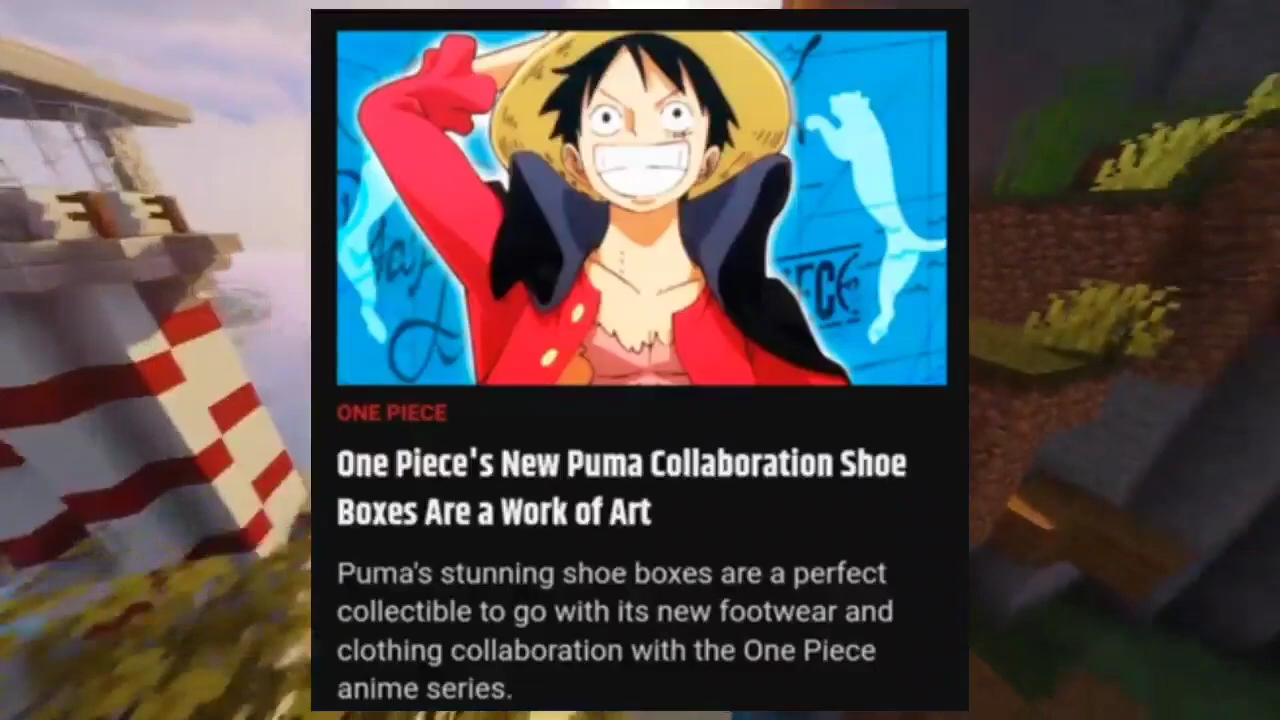 ECE
ONE PIECE
One Piece's New Puma Collaboration Shoe
Boxes Are a Work of Art
Puma's stunning shoe boxes are a perfect
collectible to go with its new footwear and
clothing collaboration with the One Piece
anime series.